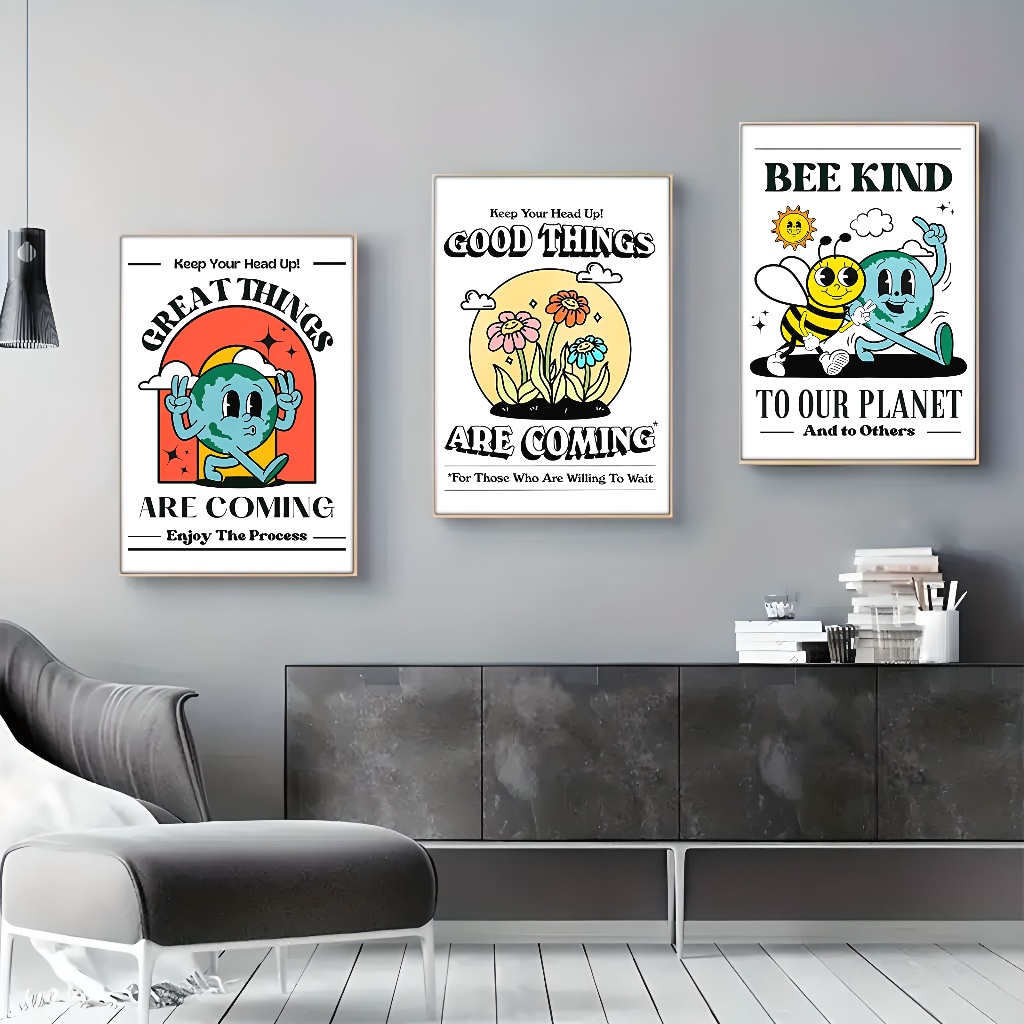 Keep Your Head Up!
GREAT THINGS
ARE COMING
Enjoy The Process
Keep Your Head Up!
GOOD THINGS
ARE COMING*
*For Those Who Are Willing To Wait
BEE KIND
TO OUR PLANET
And to Others